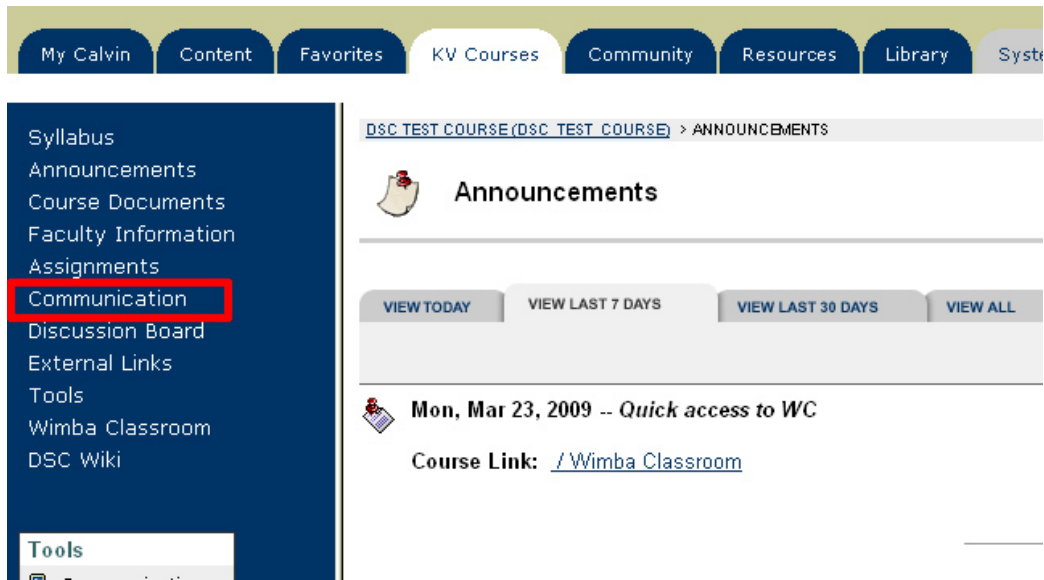 My Calvin Content Favorites KV Courses Community Resources Library
Syllabus
Announcements
Course Documents
Faculty Information
Assignments
Communication
Discussion Board
External Links
Tools
Wimba Classroom
DSC Wiki
Tools
DSC TEST COURSE (DSC_TEST_COURSE) > ANNOUNCEMENTS
Announcements
VIEW TODAY VIEW LAST 7 DAYS VIEW LAST 30 DAYS VIEW ALL
Mon, Mar 23, 2009 -- Quick access to WC
Course Link: / Wimba Classroom